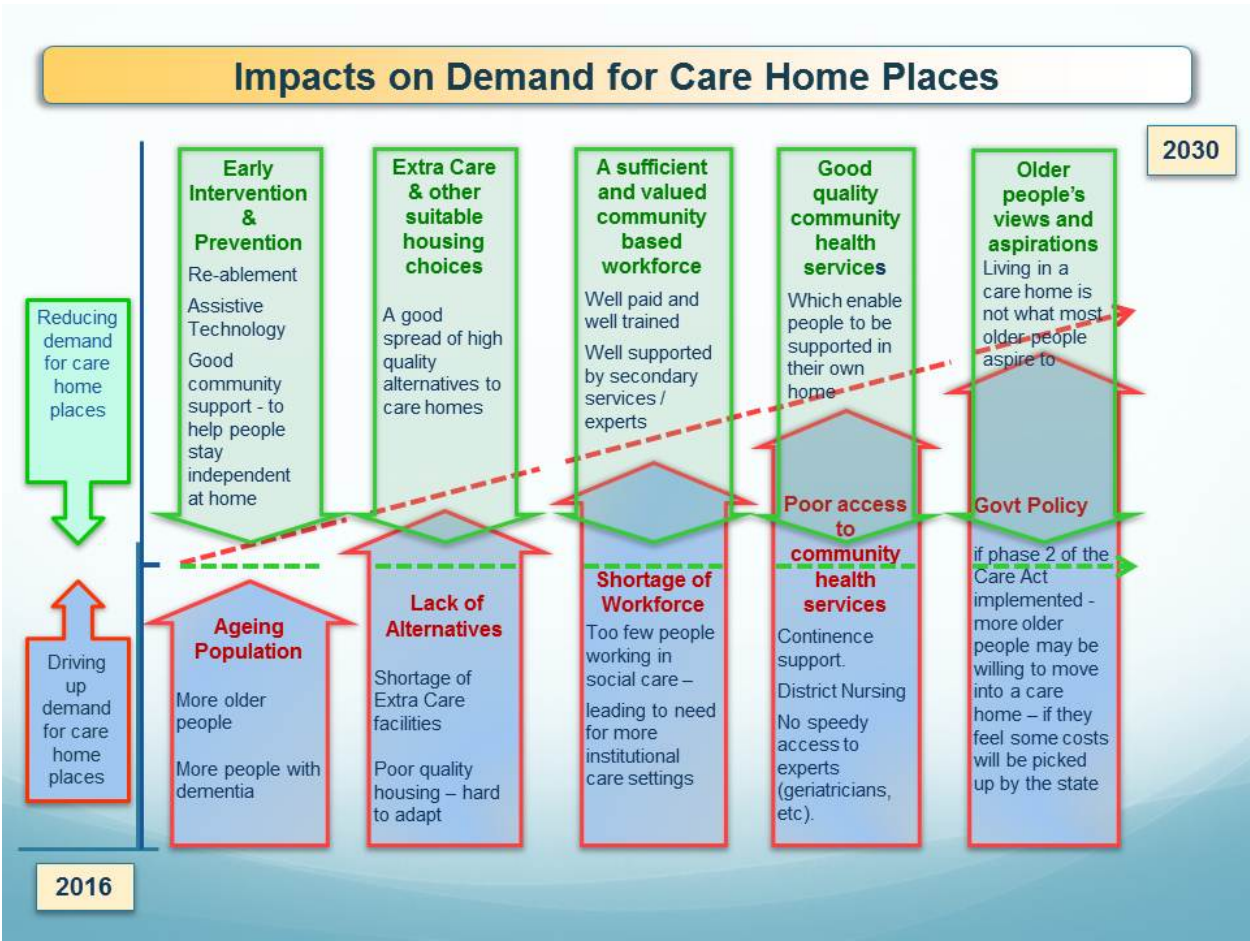 Impacts on Demand for Care Home Places
2030
Reducing
demand
for care
home
places
Driving
up
demand
for care
home
places
Early
Intervention
&
Prevention
Re-ablement
Assistive
Technology
Good
community
support - to
help people
stay
independent
at home
Extra Care
& other
suitable
housing
choices
A good
spread of high
quality
alternatives to
care homes
A sufficient
and valued
community
based
workforce
Well paid and
well trained
Well supported
by secondary
services /
experts
Good
quality
community
health
services
Which enable
people to be
supported in
their own
home
Older
people's
views and
aspirations
Living in a
care home is
not what most
older people
aspire to
Ageing
Population
More older
people
More people with
dementia
Lack of
Alternatives
Shortage of
Extra Care
facilities
Poor quality
housing – hard
to adapt
Shortage of
Workforce
Too few people
working in
social care –
leading to need
for more
institutional
care settings
Poor access
to
community
health
services
Continence
support.
District Nursing
No speedy
access to
experts
(geriatricians,
etc).
Govt Policy
if phase 2 of the
Care Act
implemented -
more older
people may be
willing to move
into a care
home – if they
feel some costs
will be picked
up by the state
2016